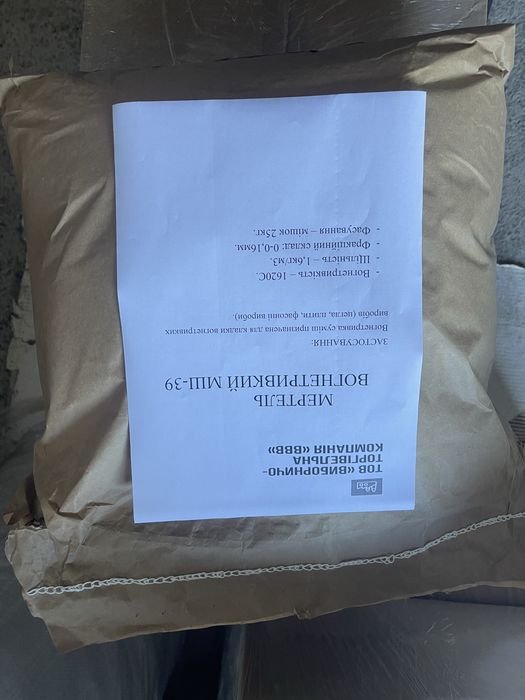 ТОВ «ВИБОРНИЧО-
ТОРГІВЕЛЬНА
КОМПАНІЯ «ВВВ»
МЕРТЕЛЬ
ВОГНЕТРИВКИЙ МШ-39
ЗАСТОСУВАННЯ:
Вогнетривка суміш призначена для кладки вогнетривких
виробів (цегла, плити, фасонні вироби).
- Вогнетривкість – 1620С.
- Щільність – 1,6кг/м3.
- Фракційний склад: 0-0,16мм.
- Фасування – мішок 25кг.